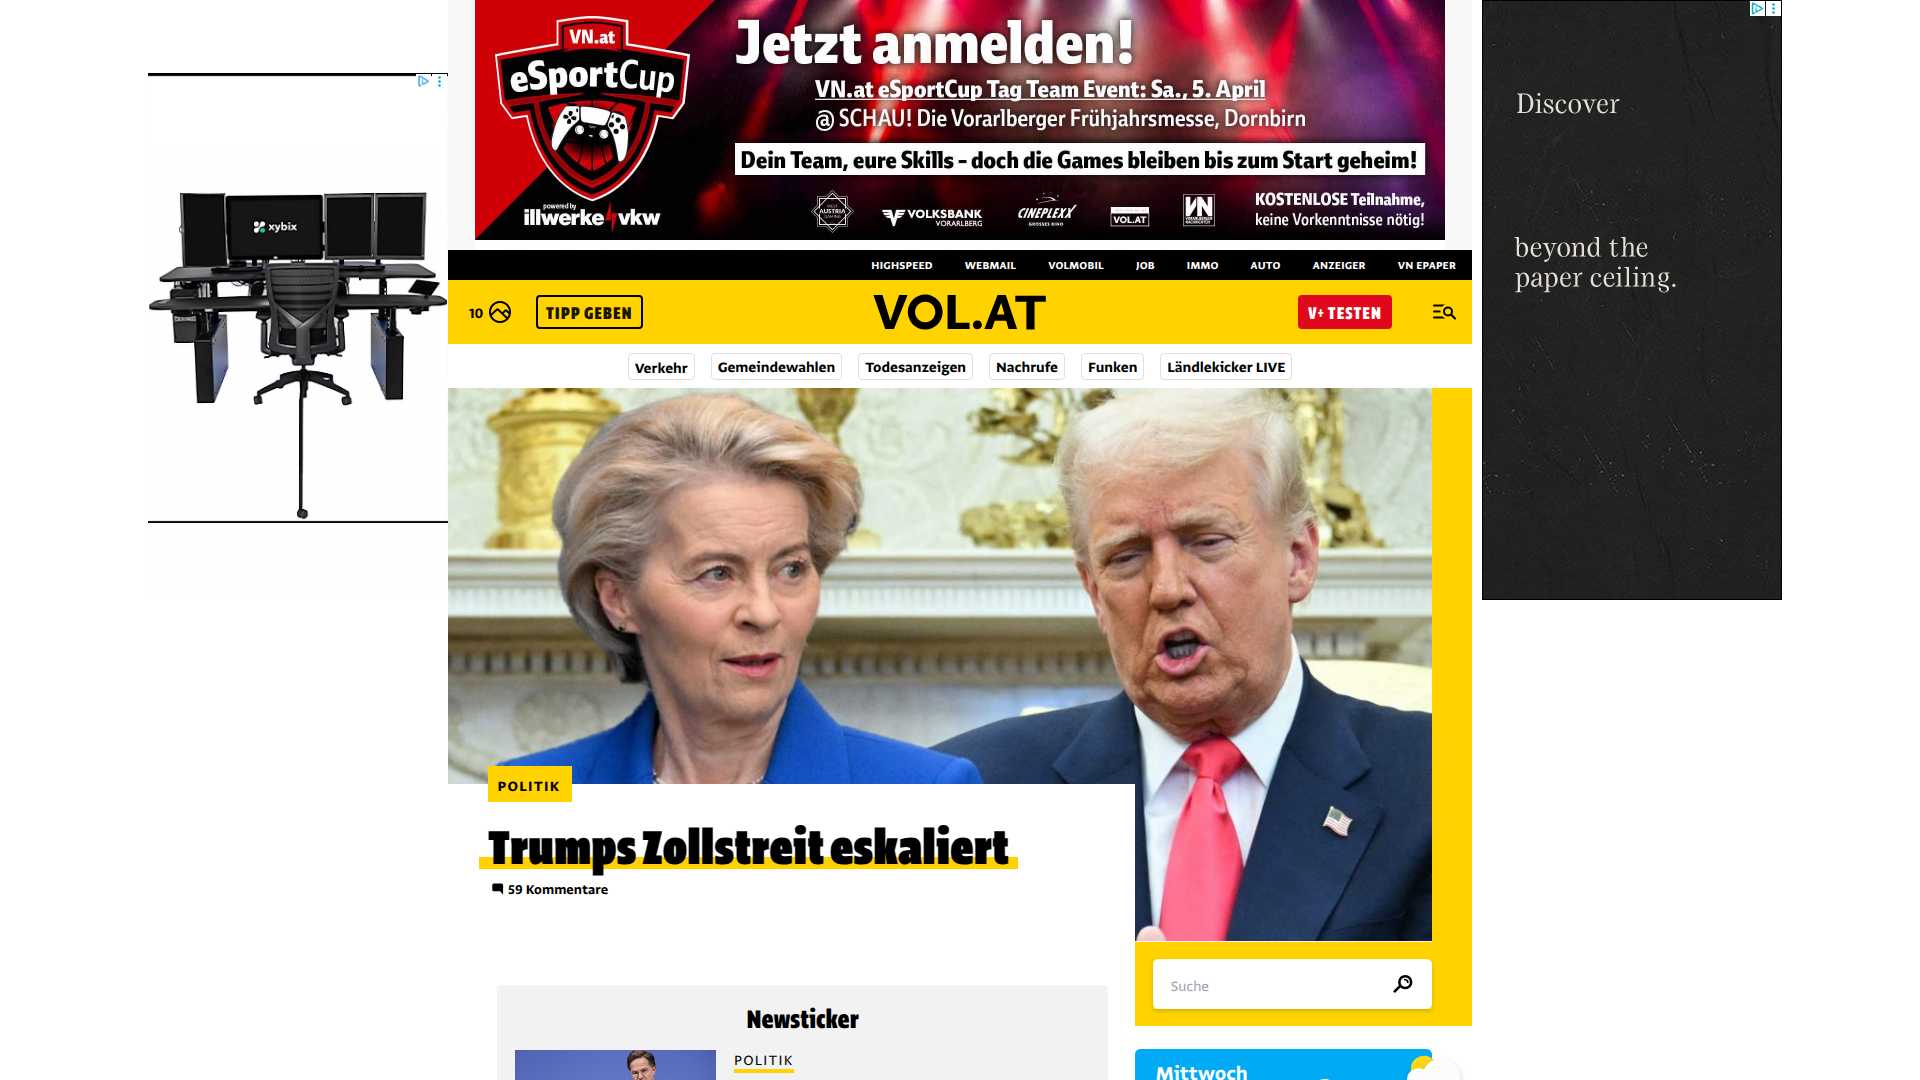 VN.at
eSportCup
powered by
illwerke vkw
Jetzt anmelden!
VN.at eSportCup Tag Team Event: Sa., 5. April
@ SCHAU! Die Vorarlberger Frühjahrsmesse, Dornbirn
Dein Team, eure Skills – doch die Games bleiben bis zum Start geheim!
AUSTRIA
VOLKSBANK
VORARLBERG
CINEPLEXX
VOL.AT
VN
KOSTENLOSE Teilnahme,
keine Vorkenntnisse nötig!
xybix
Discover
beyond the
paper ceiling.
HIGHSPEED WEBMAIL VOLMOBIL JOB IMMO AUTO ANZEIGER VN EPAPER
10 TIPP GEBEN VOL.AT V+ TESTEN
Verkehr Gemeindewahlen Todesanzeigen Nachrufe Funken Ländlekicker LIVE
POLITIK
Trumps Zollstreit eskaliert
59 Kommentare
Suche
Newsticker
POLITIK
Mittwoch